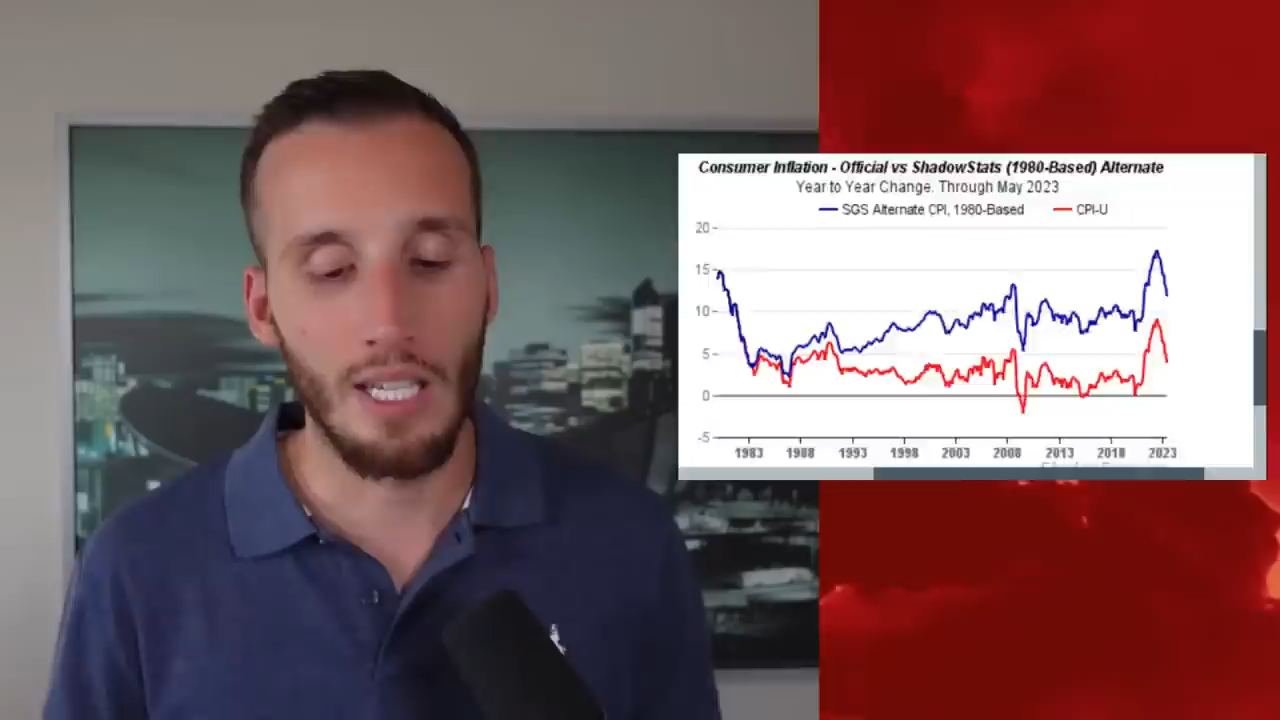 Consumer Inflation - Official vs ShadowStats (1980-Based) Alternate
Year to Year Change. Through May 2023
SGS Alternate CPI, 1980-Based CPI-U
20
15
10
5
0
-5
1983 1988 1993 1998 2003 2008 2013 2018 2023